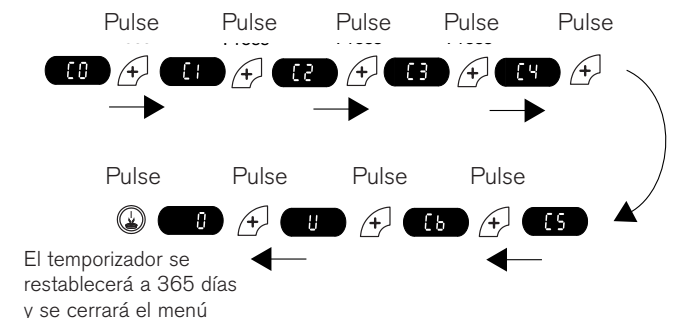 Pulse Pulse Pulse Pulse Pulse
C0 + C1 + C2 + C3 + C4 +
Pulse Pulse Pulse Pulse
0 + U + C6 + C5
El temporizador se
restablecerá a 365 días
y se cerrará el menú